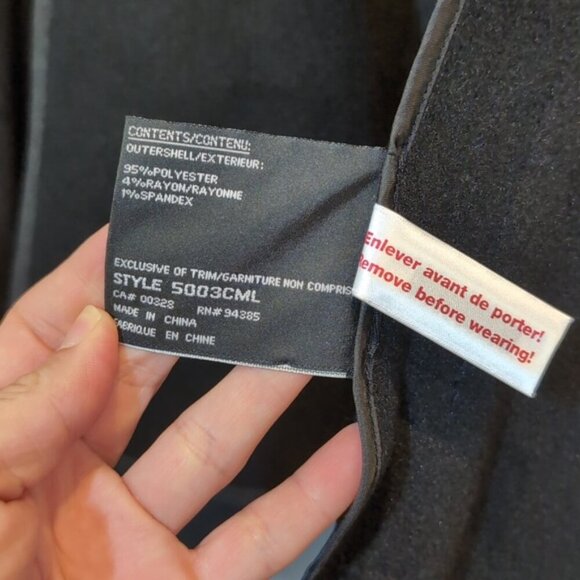 CONTENTS/CONTENU:
OUTERSHELL/EXTERIEUR:
95%POLYESTER
4%RAYON/RAYONNE
1%SPANDEX
EXCLUSIVE OF TRIM/GARNITURE NON COMPRIS
STYLE 5003CML
CA# 00328 RN# 94385
MADE IN CHINA
FABRIQUE EN CHINE
Enlever avant de porter!
Remove before wearing!